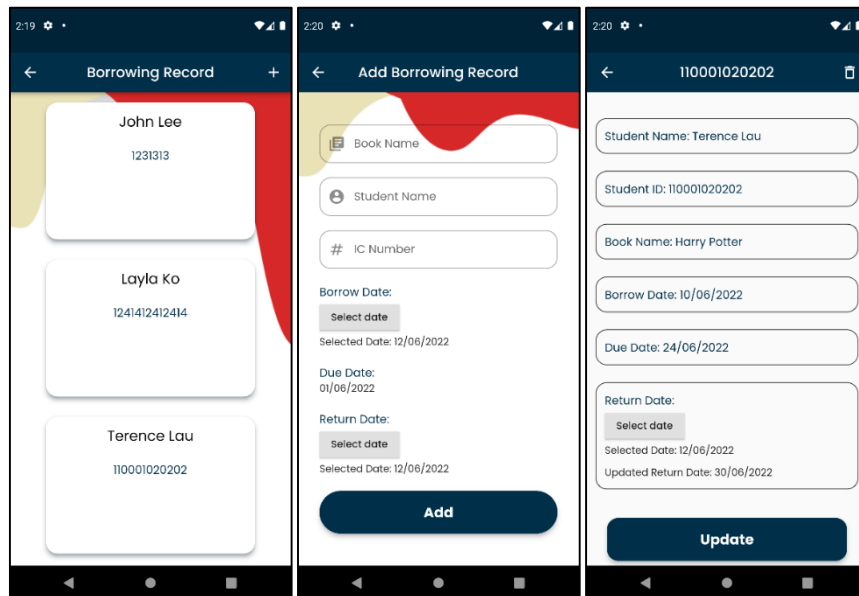 2:19
Borrowing Record
+
John Lee
1231313
Layla Ko
1241412412414
Terence Lau
110001020202
2:20
Add Borrowing Record
Book Name
Student Name
# IC Number
Borrow Date:
Select date
Selected Date: 12/06/2022
Due Date:
01/06/2022
Return Date:
Select date
Selected Date: 12/06/2022
Add
2:20
110001020202
Student Name: Terence Lau
Student ID: 110001020202
Book Name: Harry Potter
Borrow Date: 10/06/2022
Due Date: 24/06/2022
Return Date:
Select date
Selected Date: 12/06/2022
Updated Return Date: 30/06/2022
Update